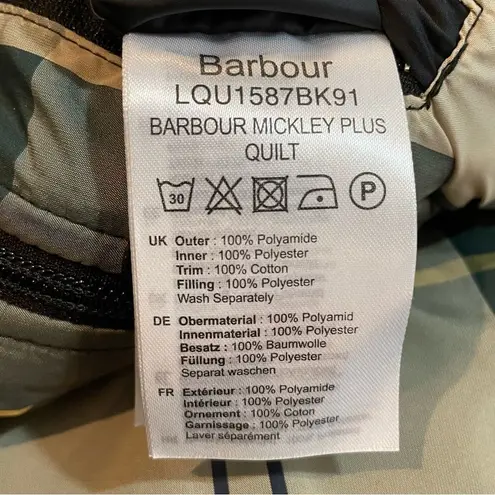 Barbour
LQU1587BK91
BARBOUR MICKLEY PLUS
QUILT
30 P
UK Outer : 100% Polyamide
Inner : 100% Polyester
Trim : 100% Cotton
Filling : 100% Polyester
Wash Separately
DE Obermaterial : 100% Polyamid
Innenmaterial : 100% Polyester
Besatz : 100% Baumwolle
Füllung : 100% Polyester
Separat waschen
FR Extérieur : 100% Polyamide
Intérieur : 100% Polyester
Ornement : 100% Coton
Garnissage : 100% Polyester
Laver séparément